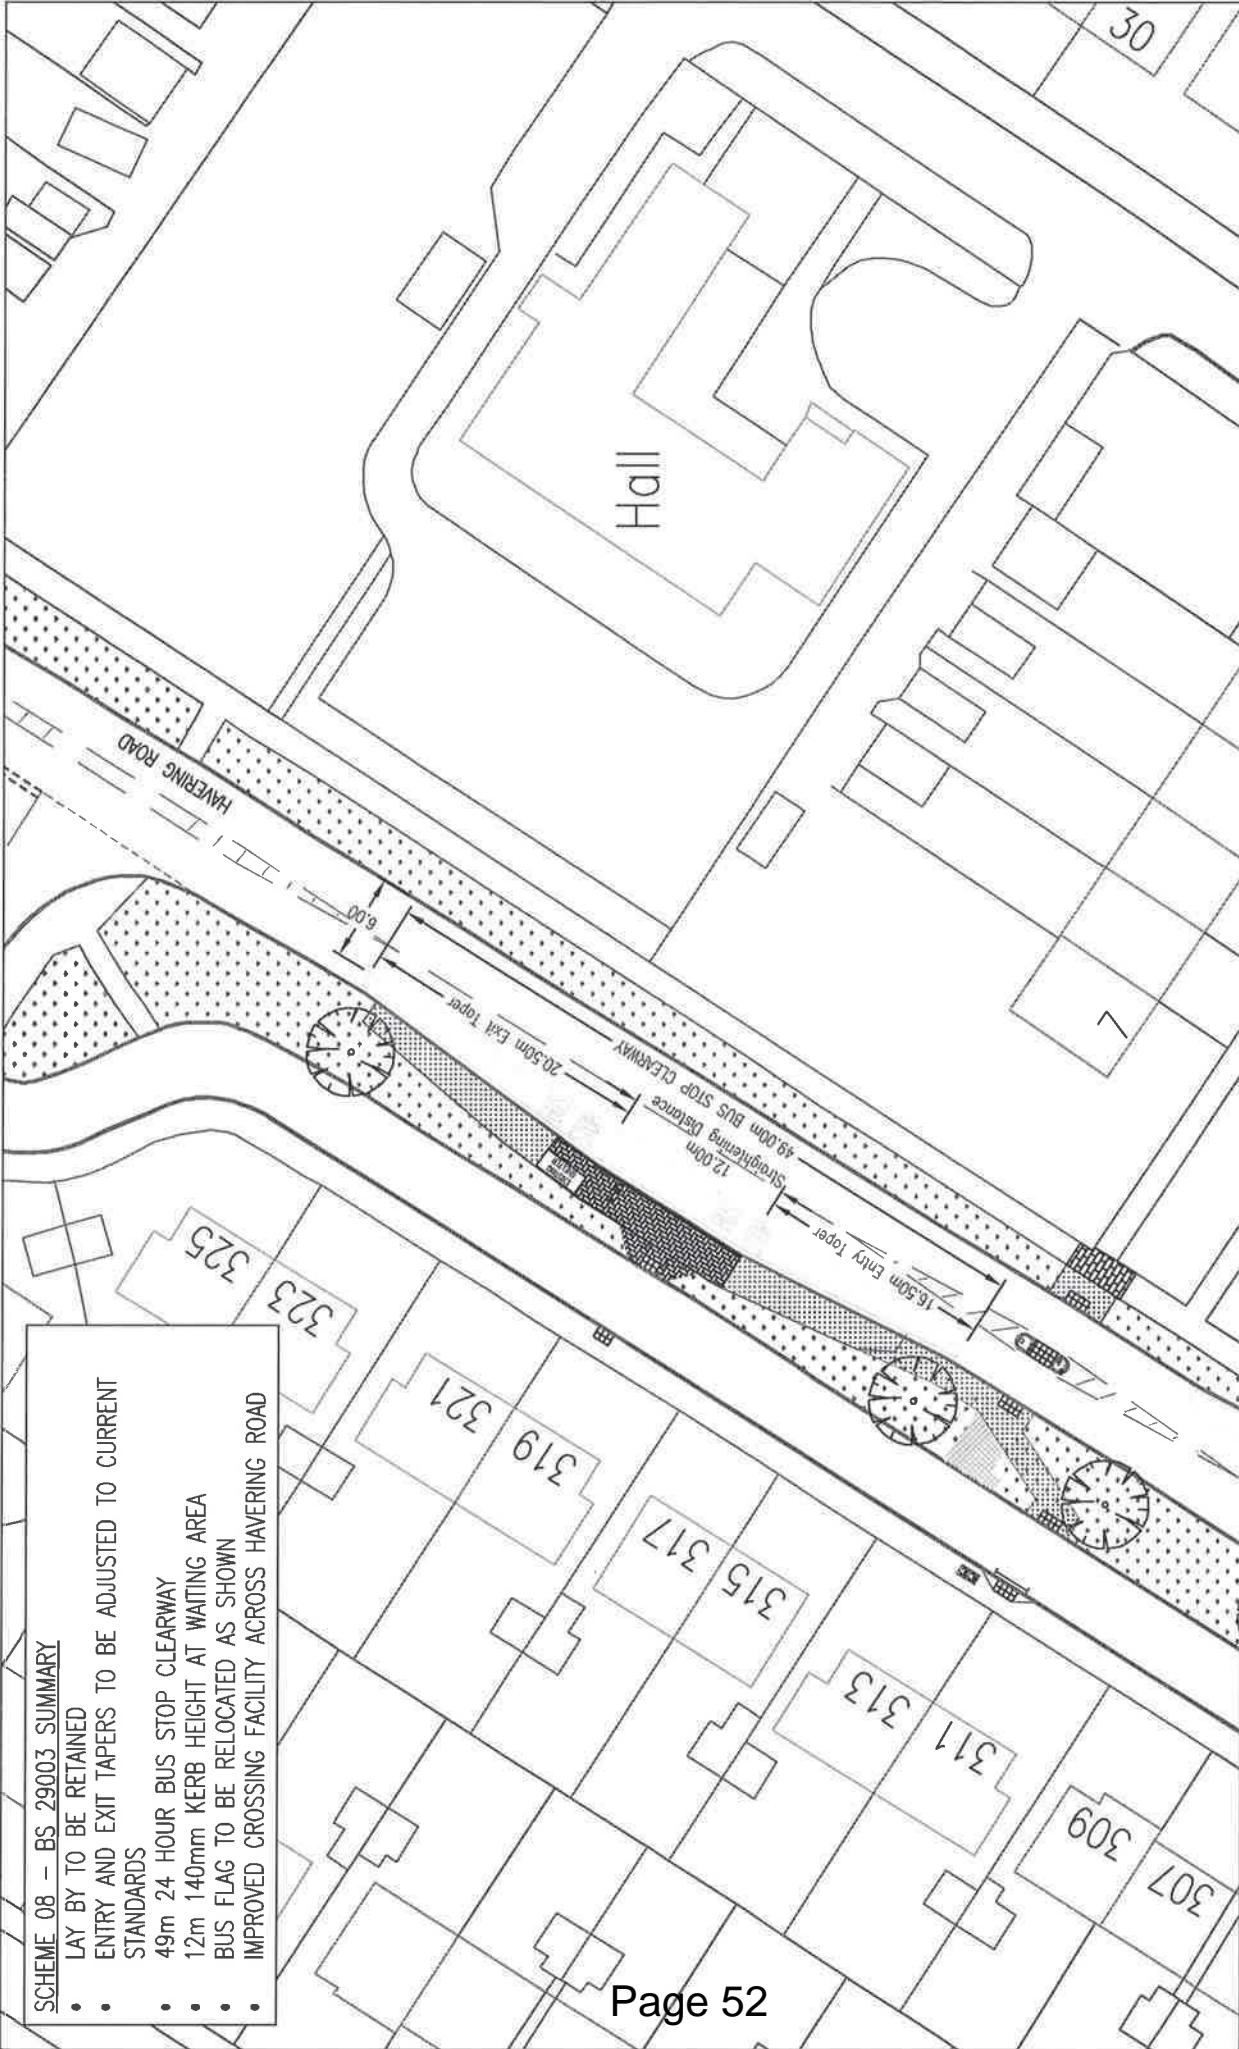 SCHEME 08 - BS 29003 SUMMARY
• LAY BY TO BE RETAINED
• ENTRY AND EXIT TAPERS TO BE ADJUSTED TO CURRENT
STANDARDS
• 49m 24 HOUR BUS STOP CLEARWAY
• 12m 140mm KERB HEIGHT AT WAITING AREA
• BUS FLAG TO BE RELOCATED AS SHOWN
• IMPROVED CROSSING FACILITY ACROSS HAVERING ROAD
30
Hall
HAVERING ROAD
6.00
20.50m Exit Taper
49.00m BUS STOP CLEARWAY
12.00m
Straightening Distance
16.50m Entry Taper
7
325
323
321
319
317
315
313
311
309
307
Page 52